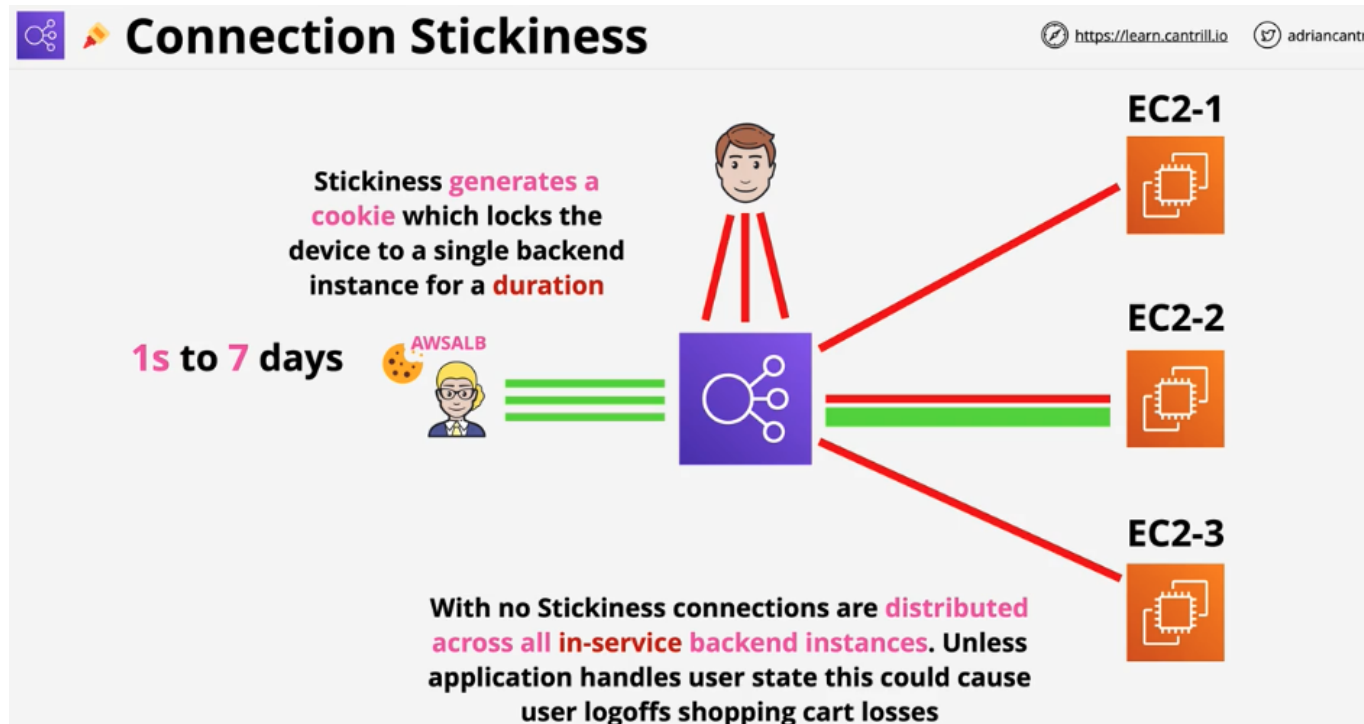 Connection Stickiness
https://learn.cantrill.io
adriancantr
EC2-1
Stickiness generates a
cookie which locks the
device to a single backend
instance for a duration
EC2-2
1s to 7 days
AWSALB
EC2-3
With no Stickiness connections are distributed
across all in-service backend instances. Unless
application handles user state this could cause
user logoffs shopping cart losses